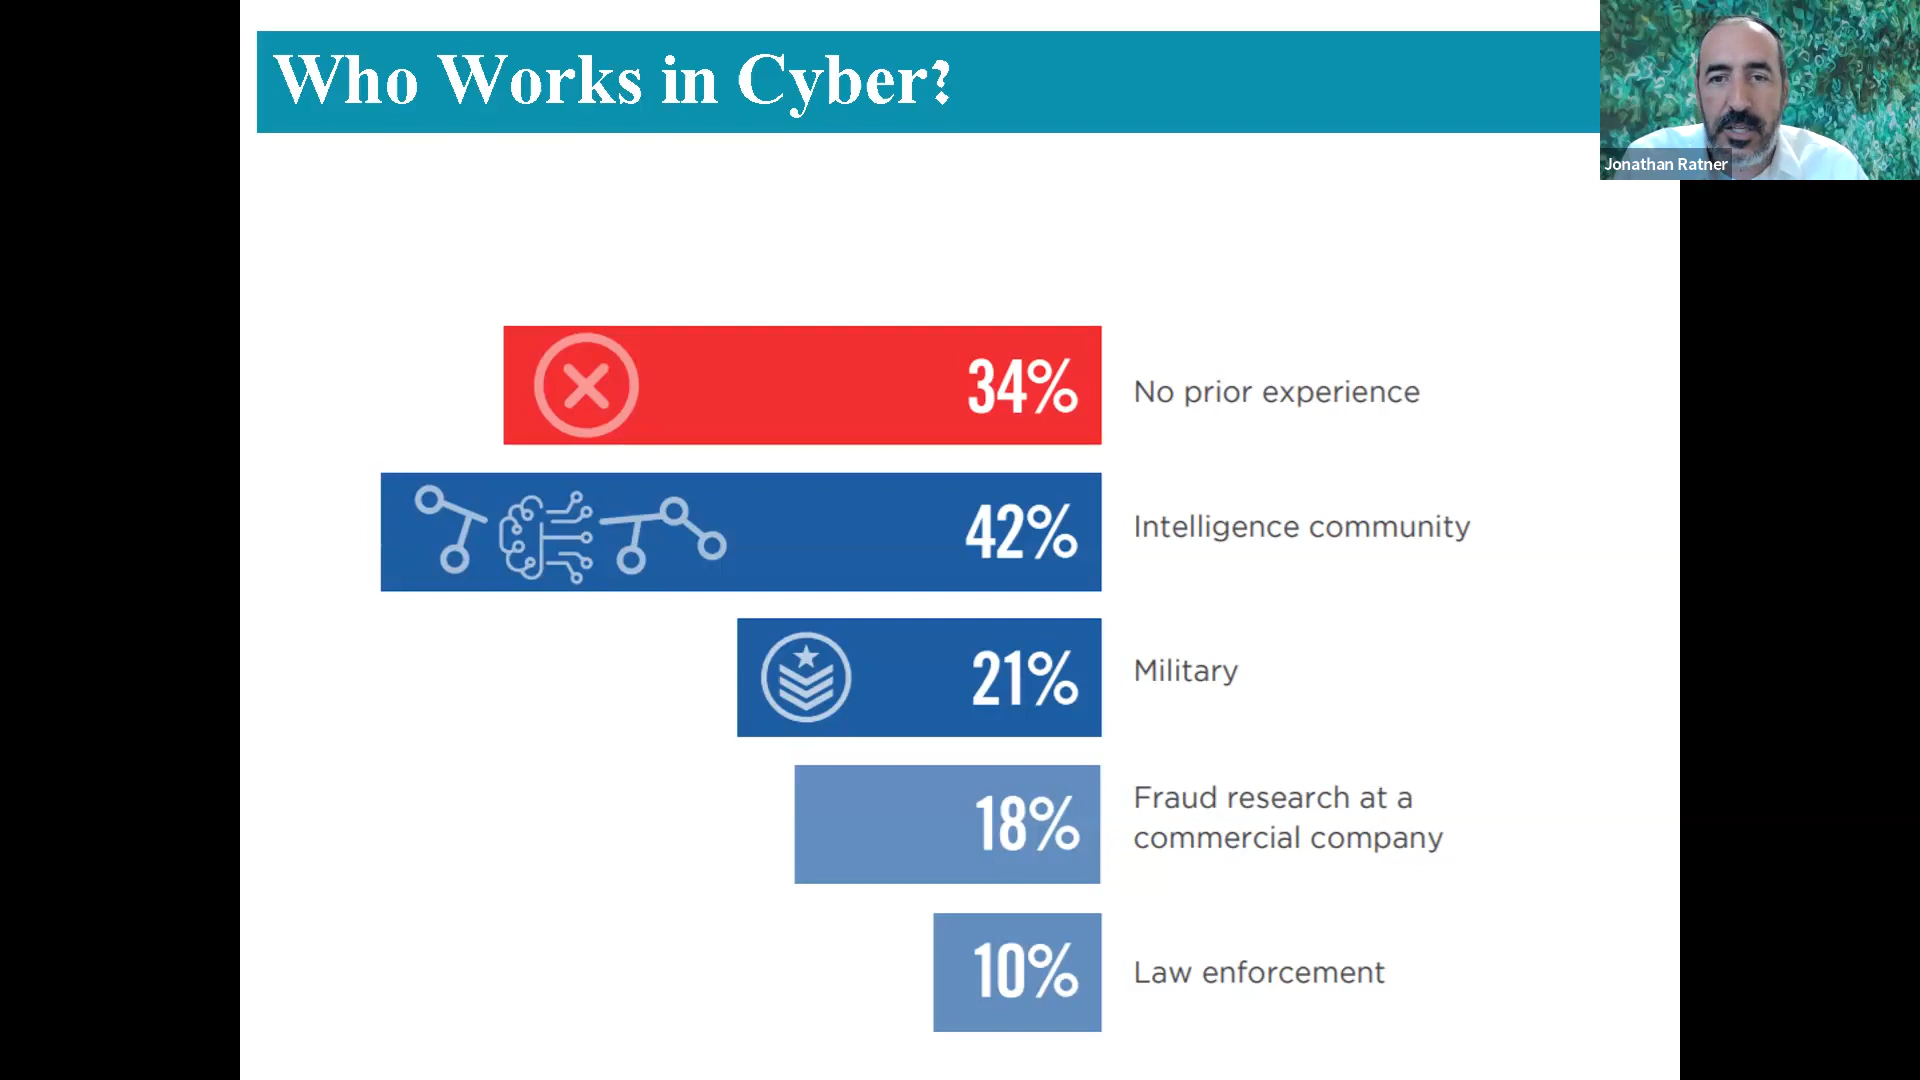 Who Works in Cyber?
Jonathan Ratner
34%
No prior experience
42%
Intelligence community
21%
Military
18%
Fraud research at a
commercial company
10%
Law enforcement